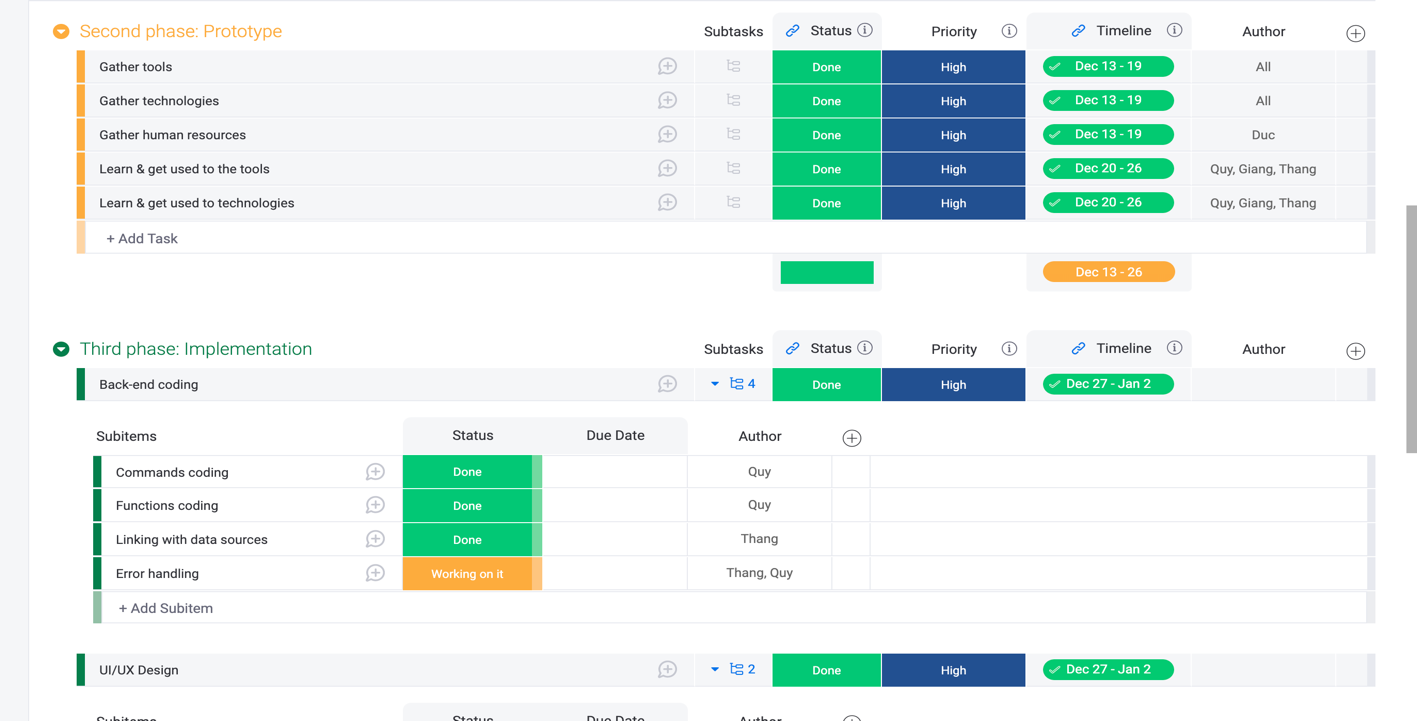 Second phase: Prototype Subtasks Status Priority Timeline Author
Gather tools Done High Dec 13 - 19 All
Gather technologies Done High Dec 13 - 19 All
Gather human resources Done High Dec 13 - 19 Duc
Learn & get used to the tools Done High Dec 20 - 26 Quy, Giang, Thang
Learn & get used to technologies Done High Dec 20 - 26 Quy, Giang, Thang
+ Add Task
Dec 13 - 26
Third phase: Implementation Subtasks Status Priority Timeline Author
Back-end coding 4 Done High Dec 27 - Jan 2
Subitems Status Due Date Author
Commands coding Done Quy
Functions coding Done Quy
Linking with data sources Done Thang
Error handling Working on it Thang, Quy
+ Add Subitem
UI/UX Design 2 Done High Dec 27 - Jan 2
Subitems Status Due Date Author